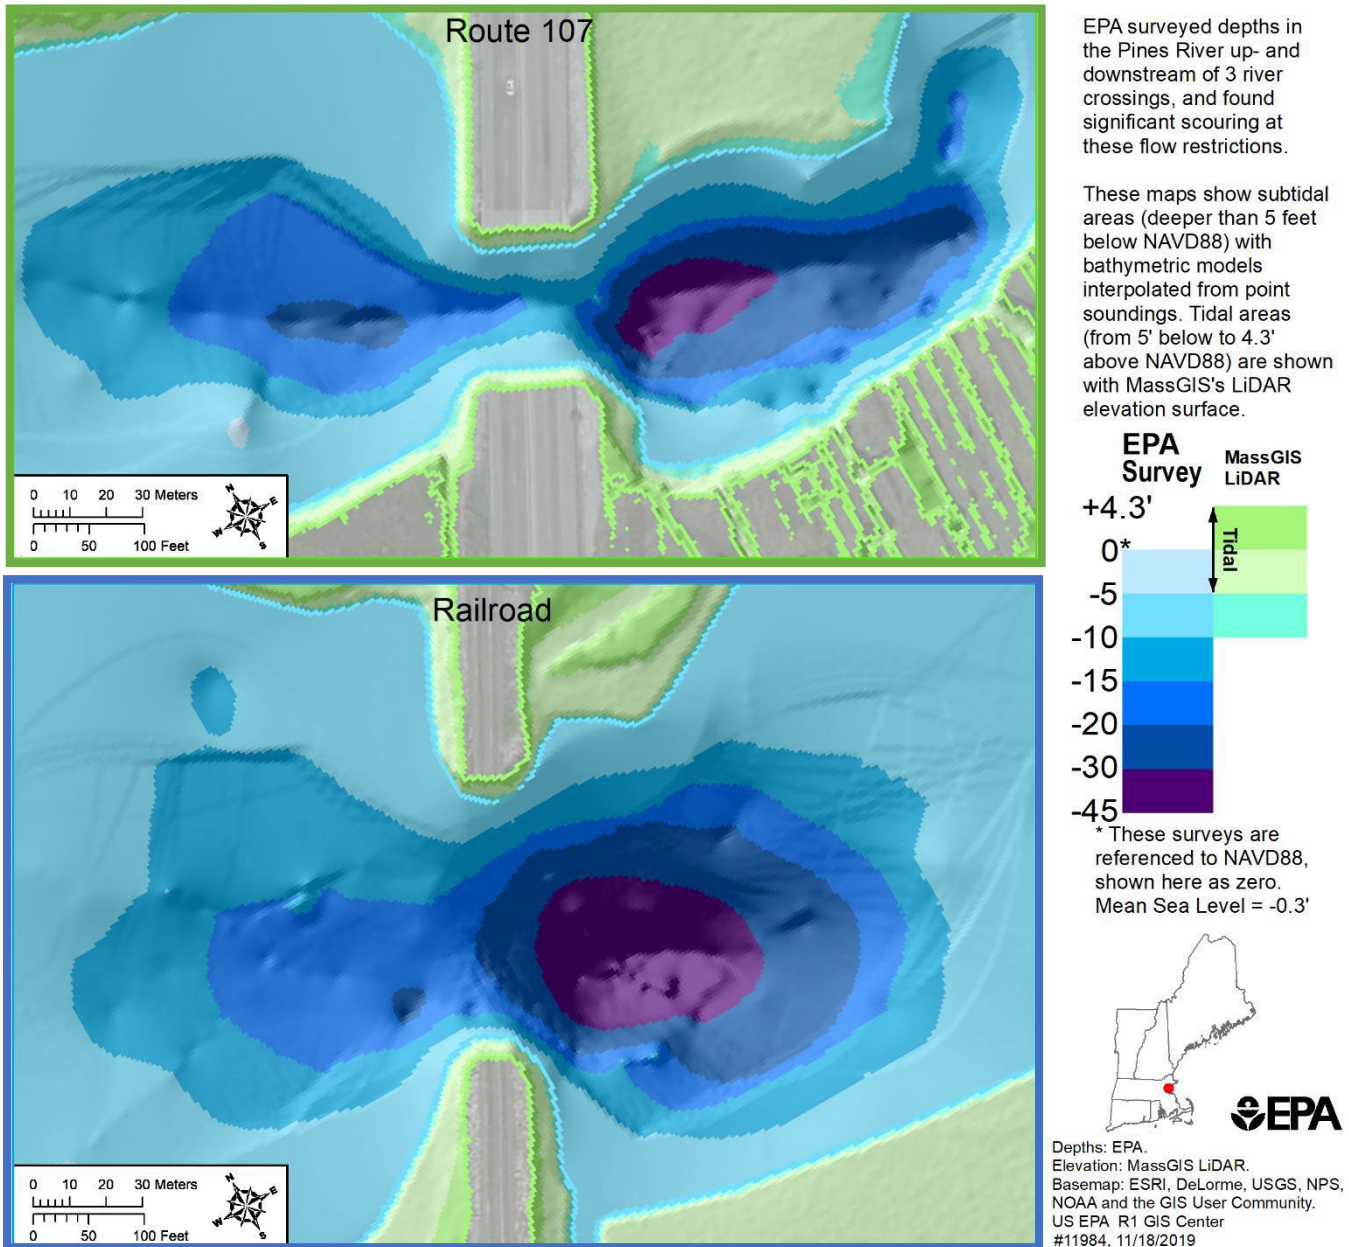 Route 107
0 10 20 30 Meters
0 50 100 Feet
N
E
W
S
Railroad
0 10 20 30 Meters
0 50 100 Feet
N
E
W
S
EPA surveyed depths in
the Pines River up- and
downstream of 3 river
crossings, and found
significant scouring at
these flow restrictions.
These maps show subtidal
areas (deeper than 5 feet
below NAVD88) with
bathymetric models
interpolated from point
soundings. Tidal areas
(from 5' below to 4.3'
above NAVD88) are shown
with MassGIS's LiDAR
elevation surface.
EPA
Survey
MassGIS
LiDAR
+4.3'
0*
Tidal
-5
-10
-15
-20
-30
-45
* These surveys are
referenced to NAVD88,
shown here as zero.
Mean Sea Level = -0.3'
EPA
Depths: EPA.
Elevation: MassGIS LiDAR.
Basemap: ESRI, DeLorme, USGS, NPS,
NOAA and the GIS User Community.
US EPA R1 GIS Center
#11984, 11/18/2019